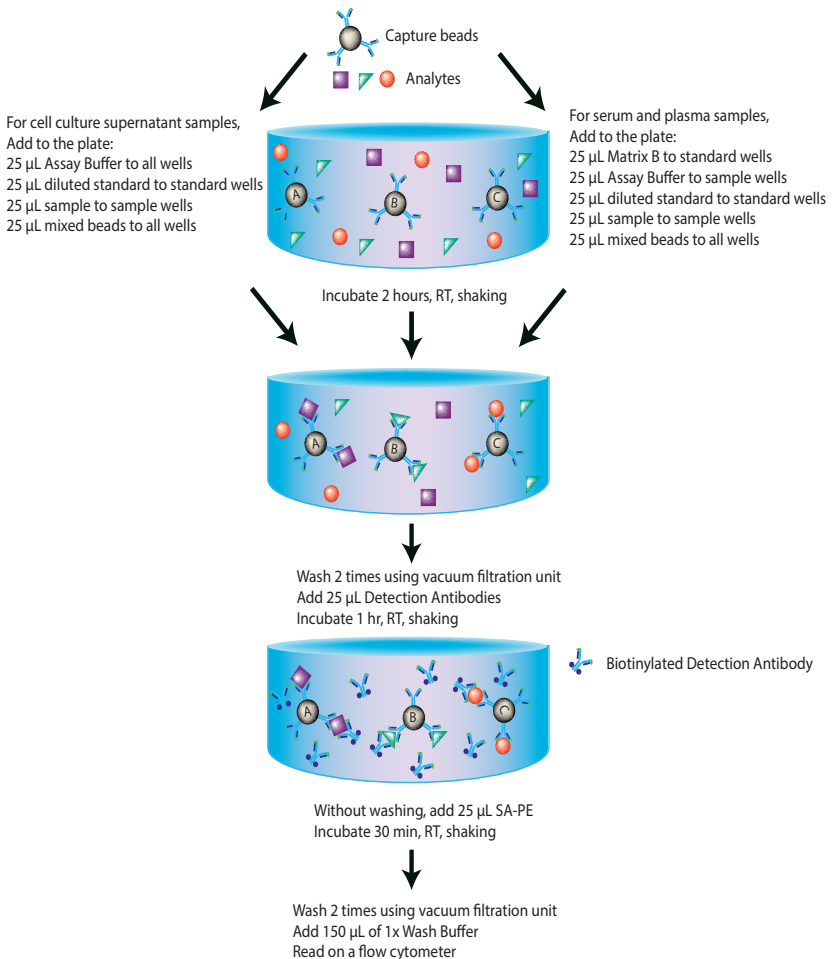 Capture beads
Analytes
For cell culture supernatant samples,
Add to the plate:
25 µL Assay Buffer to all wells
25 µL diluted standard to standard wells
25 µL sample to sample wells
25 µL mixed beads to all wells
For serum and plasma samples,
Add to the plate:
25 µL Matrix B to standard wells
25 µL Assay Buffer to sample wells
25 µL diluted standard to standard wells
25 µL sample to sample wells
25 µL mixed beads to all wells
A
B
C
Incubate 2 hours, RT, shaking
A
B
C
Wash 2 times using vacuum filtration unit
Add 25 µL Detection Antibodies
Incubate 1 hr, RT, shaking
Biotinylated Detection Antibody
A
B
C
Without washing, add 25 µL SA-PE
Incubate 30 min, RT, shaking
Wash 2 times using vacuum filtration unit
Add 150 µL of 1x Wash Buffer
Read on a flow cytometer